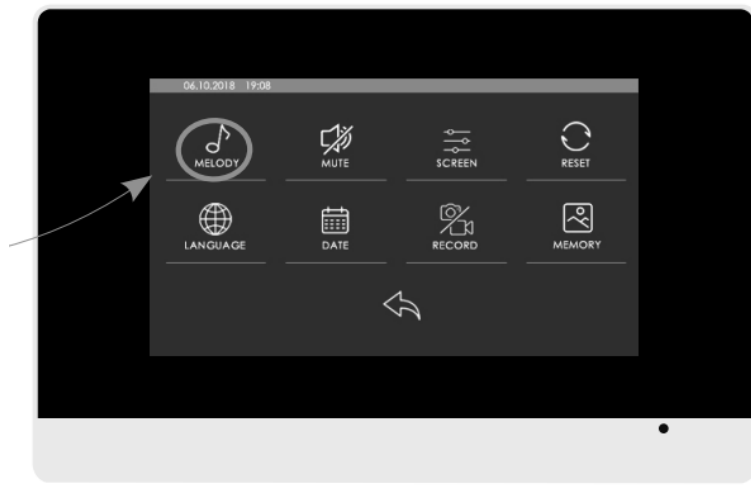 06.10.2018 19:08
MELODY MUTE SCREEN RESET
LANGUAGE DATE RECORD MEMORY